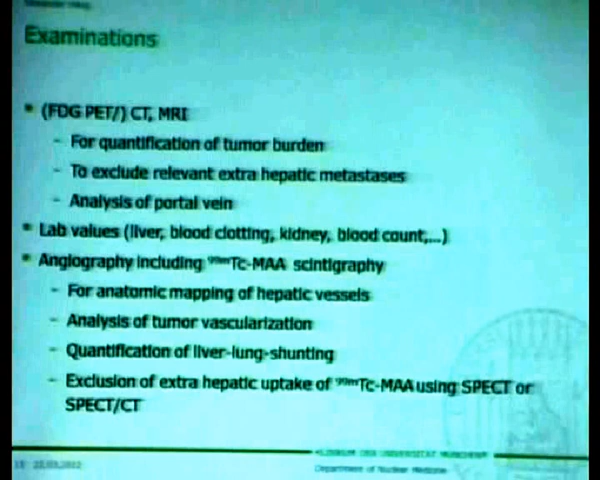 Examinations
▪ (FDG PET/) CT, MRI
– For quantification of tumor burden
– To exclude relevant extra hepatic metastases
– Analysis of portal vein
▪ Lab values (liver, blood clotting, kidney, blood count,...)
▪ Angiography including ⁹⁹ᵐTc-MAA scintigraphy
– For anatomic mapping of hepatic vessels
– Analysis of tumor vascularization
– Quantification of liver-lung-shunting
– Exclusion of extra hepatic uptake of ⁹⁹ᵐTc-MAA using SPECT or
SPECT/CT
KLINIKUM DER UNIVERSITÄT MÜNCHEN
Department of Nuclear Medicine